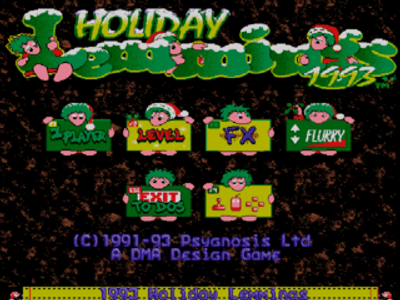 HOLIDAY
Lemmings
1993™
2 PLAYER
LEVEL
FX
FLURRY
EXIT
TO DOS
(C)1991-93 Psygnosis Ltd
A DMA Design Game
1993 Holiday Lemmings